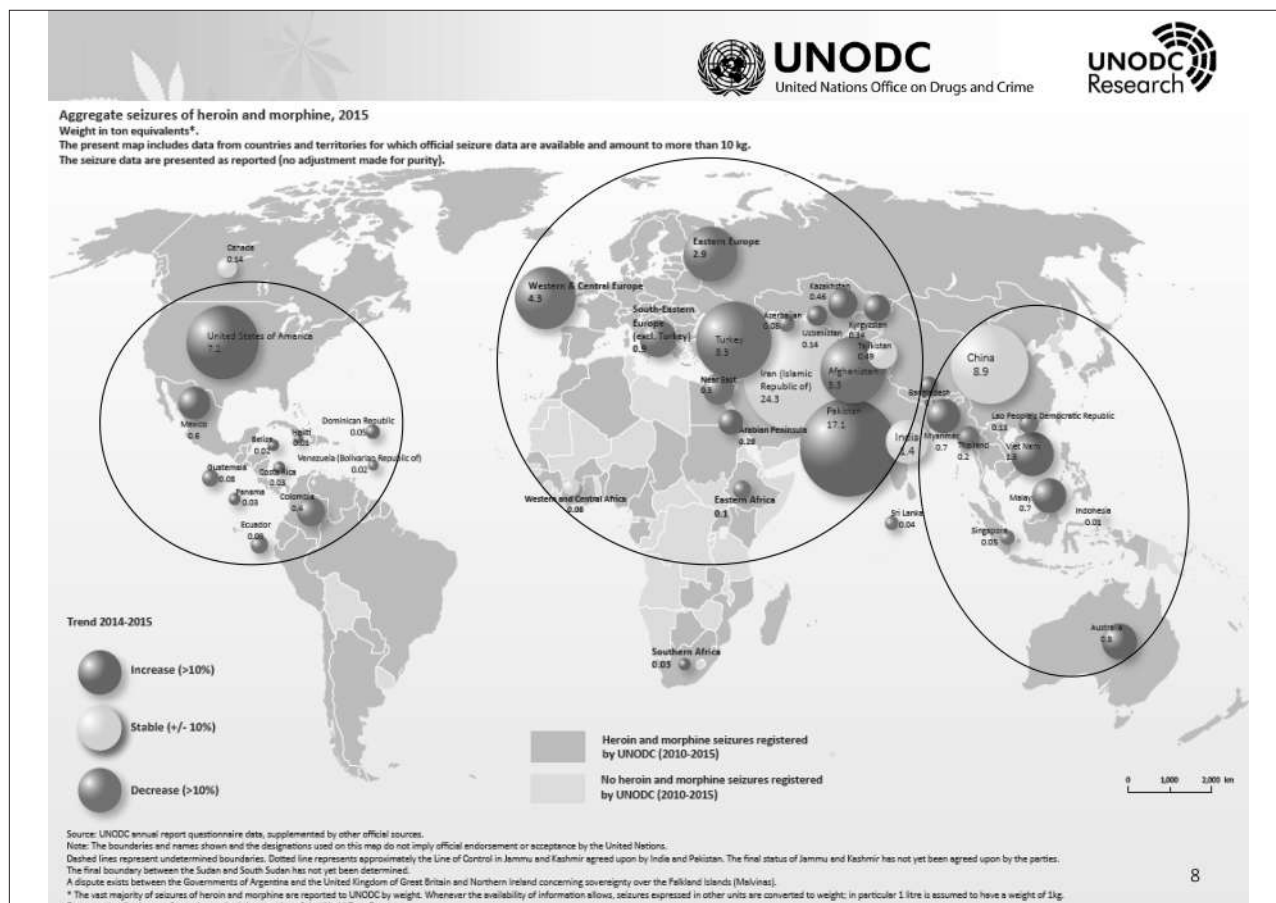 UNODC
United Nations Office on Drugs and Crime
UNODC
Research
Aggregate seizures of heroin and morphine, 2015
Weight in ton equivalents*.
The present map includes data from countries and territories for which official seizure data are available and amount to more than 10 kg.
The seizure data are presented as reported (no adjustment made for purity).
Canada
0.14
United States of America
7.1
Mexico
0.6
Belize
0.02
Haiti
0.01
Dominican Republic
0.05
Guatemala
0.08
Costa Rica
0.03
Venezuela (Bolivarian Republic of)
0.02
Panama
0.03
Colombia
0.4
Ecuador
Eastern Europe
2.9
Western & Central Europe
4.3
South-Eastern
Europe
(excl. Turkey)
0.9
Turkey
8.3
Azerbaijan
Kazakhstan
0.46
Uzbekistan
0.14
Kyrgyzstan
Tajikistan
0.49
Iran (Islamic
Republic of)
24.3
Afghanistan
Near East
Arabian Peninsula
0.28
Pakistan
17.1
India
1.4
Western and Central Africa
0.08
Eastern Africa
0.1
Southern Africa
0.03
Sri Lanka
0.04
China
8.9
Bangladesh
Myanmar
0.7
Lao People's Democratic Republic
Thailand
0.2
Viet Nam
Malay
0.7
Indonesia
0.01
Singapore
0.05
Australia
Trend 2014-2015
Increase (>10%)
Stable (+/- 10%)
Decrease (>10%)
Heroin and morphine seizures registered
by UNODC (2010-2015)
No heroin and morphine seizures registered
by UNODC (2010-2015)
0 1,000 2,000 km
Source: UNODC annual report questionnaire data, supplemented by other official sources.
Note: The boundaries and names shown and the designations used on this map do not imply official endorsement or acceptance by the United Nations.
Dashed lines represent undetermined boundaries. Dotted line represents approximately the Line of Control in Jammu and Kashmir agreed upon by India and Pakistan. The final status of Jammu and Kashmir has not yet been agreed upon by the parties.
The final boundary between the Sudan and South Sudan has not yet been determined.
A dispute exists between the Governments of Argentina and the United Kingdom of Great Britain and Northern Ireland concerning sovereignty over the Falkland Islands (Malvinas).
* The vast majority of seizures of heroin and morphine are reported to UNODC by weight. Whenever the availability of information allows, seizures expressed in other units are converted to weight; in particular 1 litre is assumed to have a weight of 1kg.
8